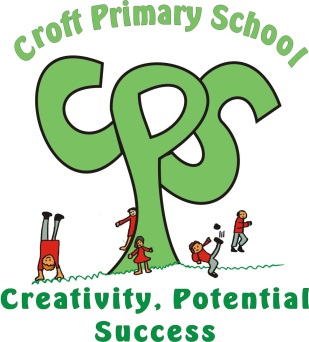 Croft Primary School
CPS
Creativity, Potential
Success